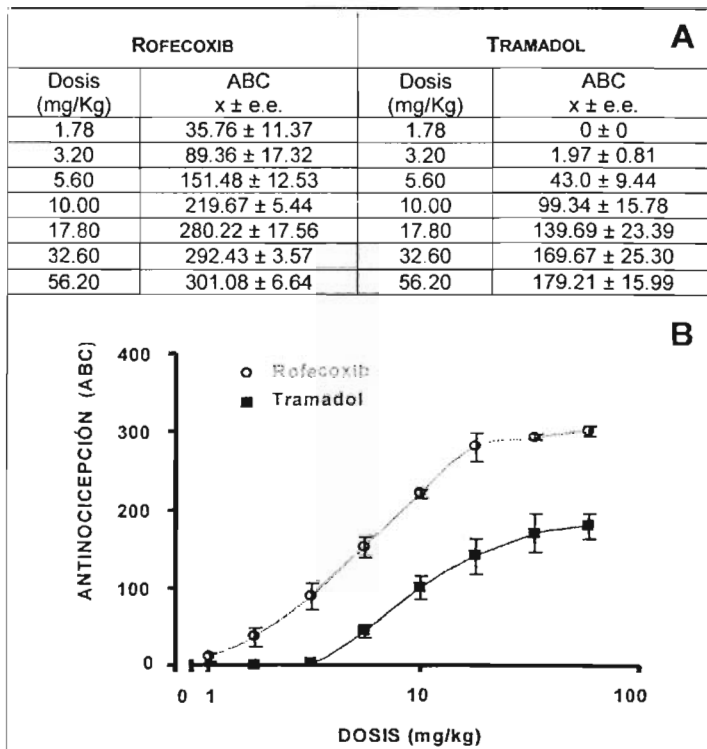 ROFECOXIB TRAMADOL A
Dosis (mg/Kg) ABC x ± e.e. Dosis (mg/Kg) ABC x ± e.e.
1.78 35.76 ± 11.37 1.78 0 ± 0
3.20 89.36 ± 17.32 3.20 1.97 ± 0.81
5.60 151.48 ± 12.53 5.60 43.0 ± 9.44
10.00 219.67 ± 5.44 10.00 99.34 ± 15.78
17.80 280.22 ± 17.56 17.80 139.69 ± 23.39
32.60 292.43 ± 3.57 32.60 169.67 ± 25.30
56.20 301.08 ± 6.64 56.20 179.21 ± 15.99
B
ANTINOCICEPCIÓN (ABC)
400
300
200
100
0
Rofecoxib
Tramadol
0 1 10 100
DOSIS (mg/kg)